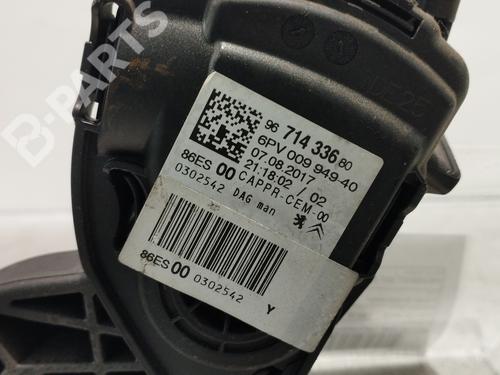 B-PARTS
96 714 336 80
6PV 009 949-40
07.08.2017
21:18:02 / 02
86ES 00 CAPPR-CEM-00
0302542 DAG man
86ES 00 0302542 Y